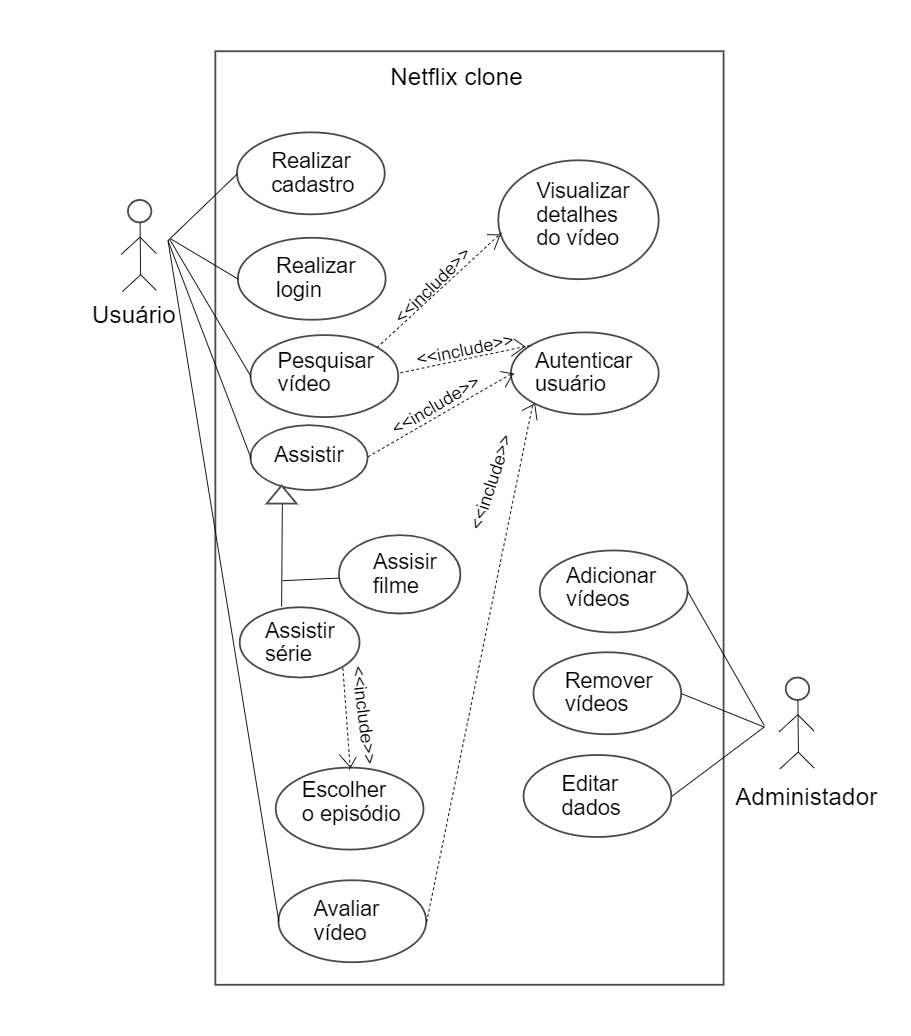 Netflix clone
Realizar
cadastro
Visualizar
detalhes
do vídeo
Usuário
Realizar
login
<<include>>
Pesquisar
vídeo
<<include>>
Autenticar
usuário
<<include>>
Assistir
<<include>>
Assisir
filme
Adicionar
vídeos
Assistir
série
<<include>>
Remover
vídeos
Escolher
o episódio
Editar
dados
Administador
Avaliar
vídeo